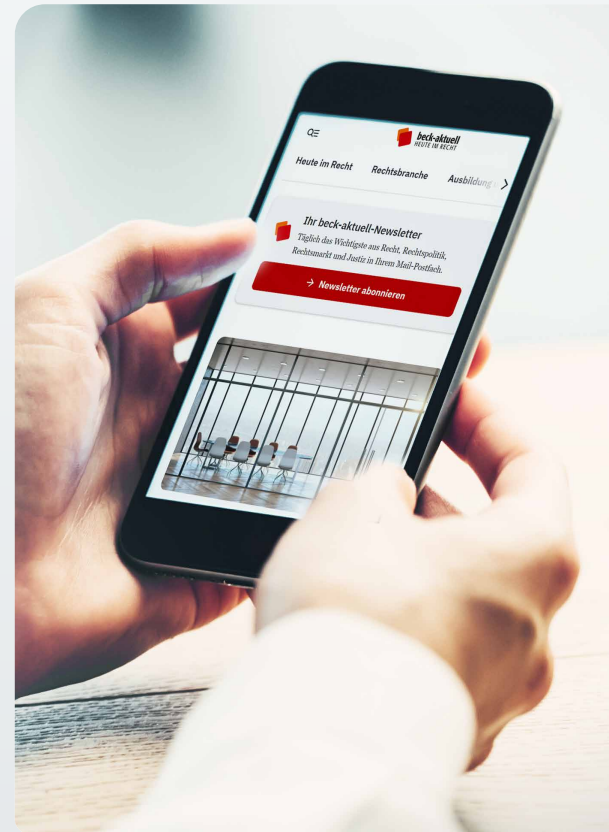 beck-aktuell
HEUTE IM RECHT
Heute im Recht Rechtsbranche Ausbildung
Ihr beck-aktuell-Newsletter
Täglich das Wichtigste aus Recht, Rechtspolitik,
Rechtsmarkt und Justiz in Ihrem Mail-Postfach.
→ Newsletter abonnieren